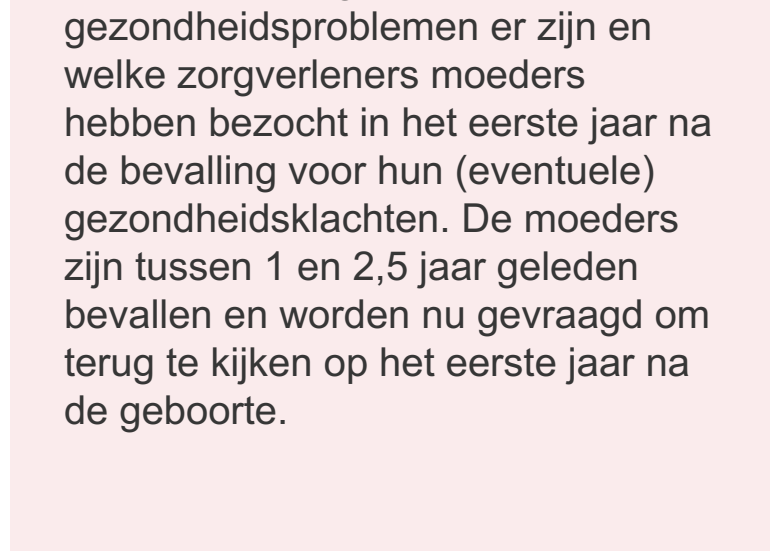 gezondheidsproblemen er zijn en
welke zorgverleners moeders
hebben bezocht in het eerste jaar na
de bevalling voor hun (eventuele)
gezondheidsklachten. De moeders
zijn tussen 1 en 2,5 jaar geleden
bevallen en worden nu gevraagd om
terug te kijken op het eerste jaar na
de geboorte.